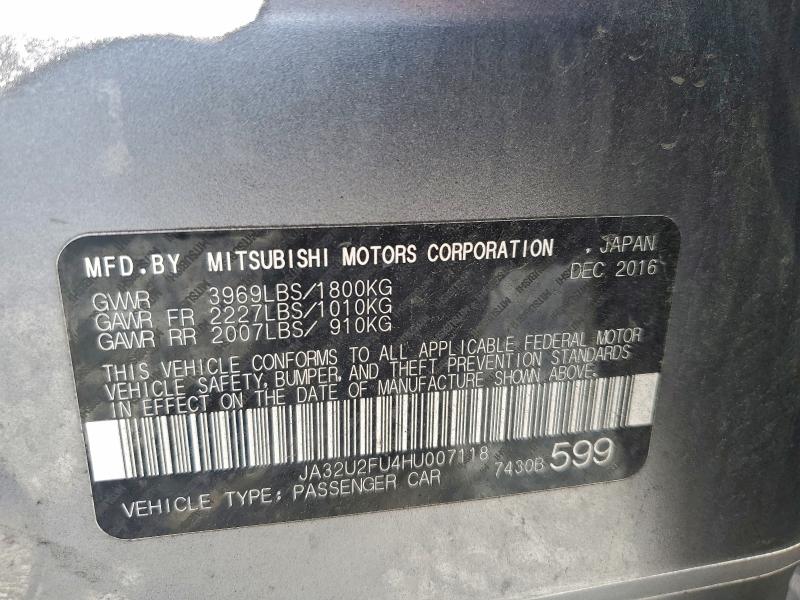 MFD.BY MITSUBISHI MOTORS CORPORATION , JAPAN
DEC 2016
GVWR 3969LBS/1800KG
GAWR FR 2227LBS/1010KG
GAWR RR 2007LBS/ 910KG
THIS VEHICLE CONFORMS TO ALL APPLICABLE FEDERAL MOTOR
VEHICLE SAFETY, BUMPER, AND THEFT PREVENTION STANDARDS
IN EFFECT ON THE DATE OF MANUFACTURE SHOWN ABOVE.
JA32U2FU4HU007118
7430B 599
VEHICLE TYPE: PASSENGER CAR